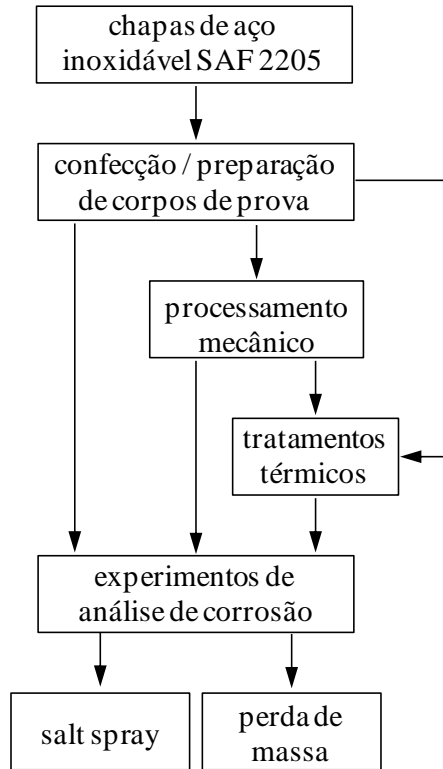 chapas de aço
inoxidável SAF 2205
confecção / preparação
de corpos de prova
processamento
mecânico
tratamentos
térmicos
experimentos de
análise de corrosão
salt spray
perda de
massa